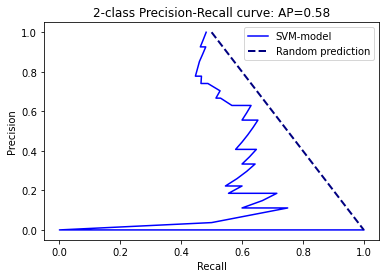 2-class Precision-Recall curve: AP=0.58
SVM-model
Random prediction
Precision
1.0
0.8
0.6
0.4
0.2
0.0
0.0 0.2 0.4 0.6 0.8 1.0
Recall